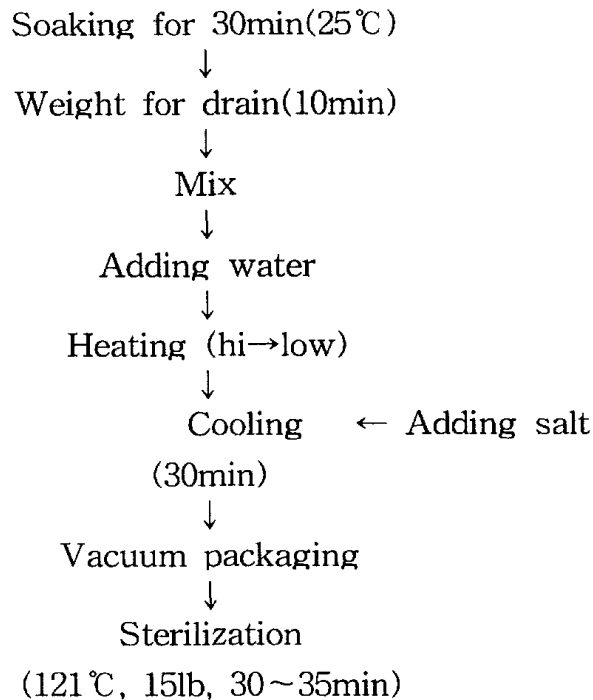 Soaking for 30min(25℃)
↓
Weight for drain(10min)
↓
Mix
↓
Adding water
↓
Heating (hi→low)
↓
Cooling ← Adding salt
(30min)
↓
Vacuum packaging
↓
Sterilization
(121℃, 15lb, 30~35min)